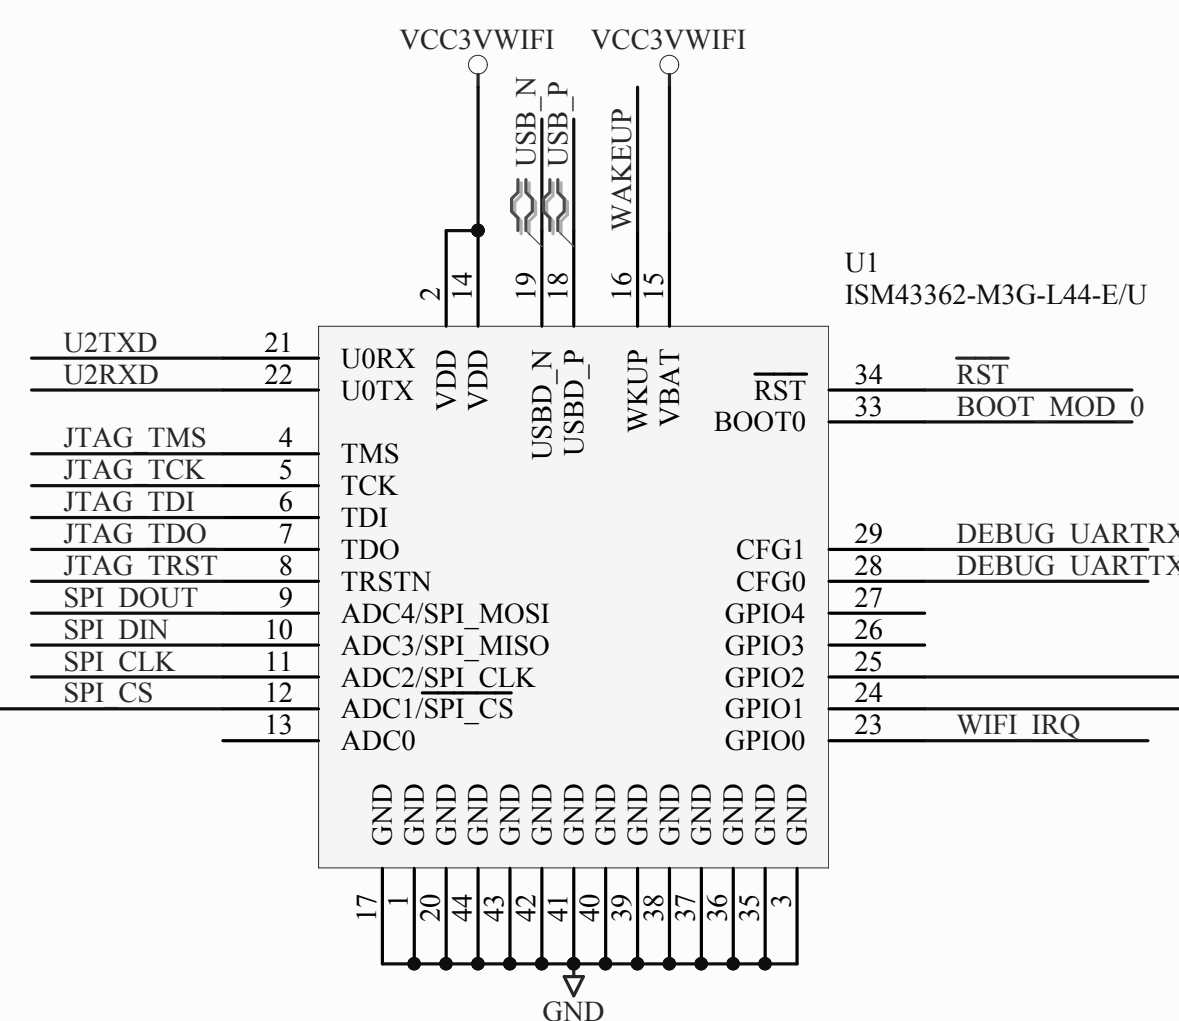 VCC3VWIFI VCC3VWIFI
USB_N
USB_P
WAKEUP
2
14
19
18
16
15
U1
ISM43362-M3G-L44-E/U
U2TXD 21 U0RX
U2RXD 22 U0TX
VDD
VDD
USBD_N
USBD_P
WKUP
VBAT
RST 34 RST
BOOT0 33 BOOT_MOD_0
JTAG_TMS 4 TMS
JTAG_TCK 5 TCK
JTAG_TDI 6 TDI
JTAG_TDO 7 TDO
JTAG_TRST 8 TRSTN
SPI_DOUT 9 ADC4/SPI_MOSI
SPI_DIN 10 ADC3/SPI_MISO
SPI_CLK 11 ADC2/SPI_CLK
SPI_CS 12 ADC1/SPI_CS
13 ADC0
CFG1 29 DEBUG_UARTRX
CFG0 28 DEBUG_UARTTX
GPIO4 27
GPIO3 26
GPIO2 25
GPIO1 24
GPIO0 23 WIFI_IRQ
GND GND GND GND GND GND GND GND GND GND GND GND GND GND
17 1 20 44 43 42 41 40 39 38 37 36 35 3
GND